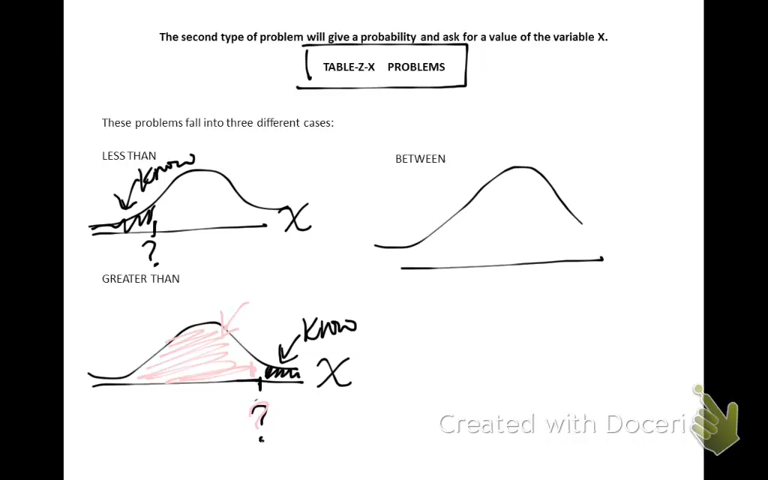 The second type of problem will give a probability and ask for a value of the variable X.
TABLE-Z-X PROBLEMS
These problems fall into three different cases:
LESS THAN
Know
X
?
BETWEEN
GREATER THAN
Know
X
?
Created with Doceri